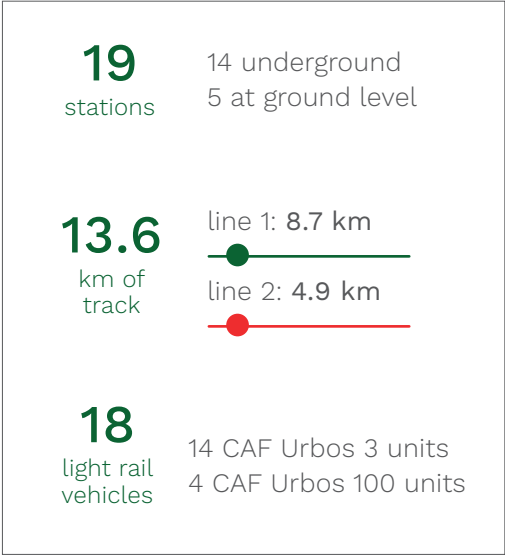 19
stations
14 underground
5 at ground level
13.6
km of
track
line 1: 8.7 km
line 2: 4.9 km
18
light rail
vehicles
14 CAF Urbos 3 units
4 CAF Urbos 100 units